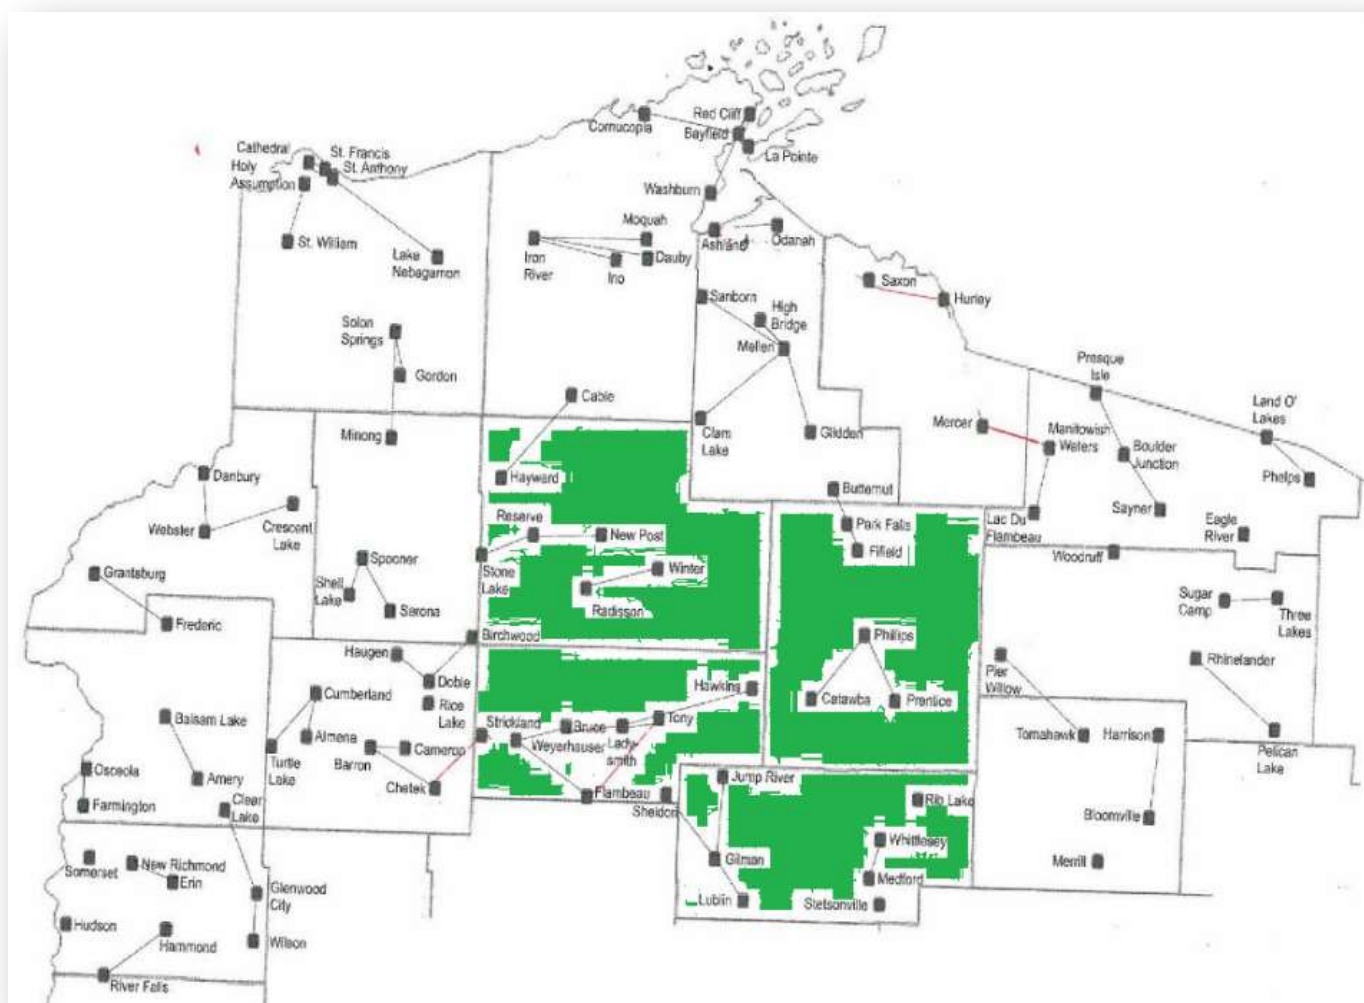 Cornucopia
Red Cliff
Bayfield
La Pointe
Cathedral
St. Francis
Holy
St. Anthony
Assumption
Washburn
St. William
Lake
Nebagamon
Moquah
Iron
River
Ino
Dauby
Ashland
Odanah
Sanborn
High
Bridge
Mellen
Saxon
Hurley
Solon
Springs
Gordon
Cable
Clam
Lake
Glidden
Minong
Mercer
Manitowish
Waters
Presque
Isle
Boulder
Junction
Land O'
Lakes
Phelps
Danbury
Webster
Crescent
Lake
Hayward
Butternut
Park Falls
Fifield
Lac Du
Flambeau
Sayner
Eagle
River
Woodruff
Reserve
New Post
Stone
Lake
Winter
Radisson
Spooner
Shell
Lake
Sarona
Grantsburg
Frederic
Birchwood
Sugar
Camp
Three
Lakes
Phillips
Catawba
Prentice
Pier
Willow
Rhinelander
Haugen
Dobie
Rice
Lake
Cumberland
Almena
Turtle
Lake
Barron
Cameron
Chetek
Strickland
Weyerhauser
Bruce
Lady-
smith
Tony
Hawkins
Flambeau
Sheldon
Balsam Lake
Amery
Osceola
Farmington
Clear
Lake
Tomahawk
Harrison
Pelican
Lake
Bloomville
Merrill
Jump River
Rib Lake
Gilman
Whittlesey
Medford
Lublin
Stetsonville
Somerset
New Richmond
Erin
Glenwood
City
Hudson
Hammond
Wilson
River Falls